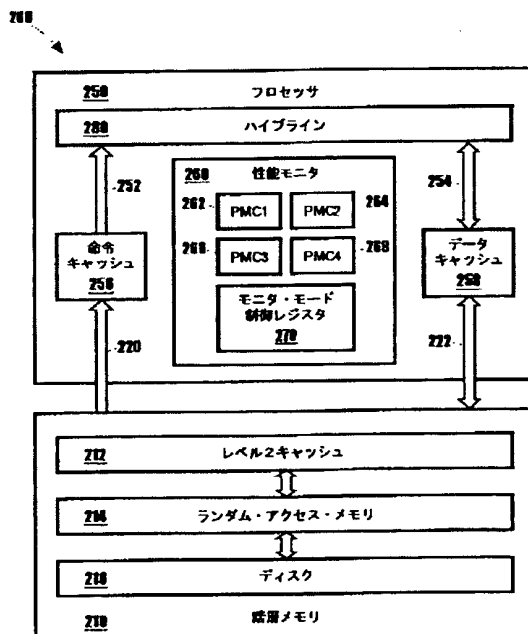 200
250 プロセッサ
280 パイプライン
252
254
260 性能モニタ
262 PMC1 PMC2 264
266 PMC3 PMC4 268
命令
キャッシュ
256
データ
キャッシュ
258
モニタ・モード
制御レジスタ
270
220
222
212 レベル2キャッシュ
214 ランダム・アクセス・メモリ
216 ディスク
210 階層メモリ